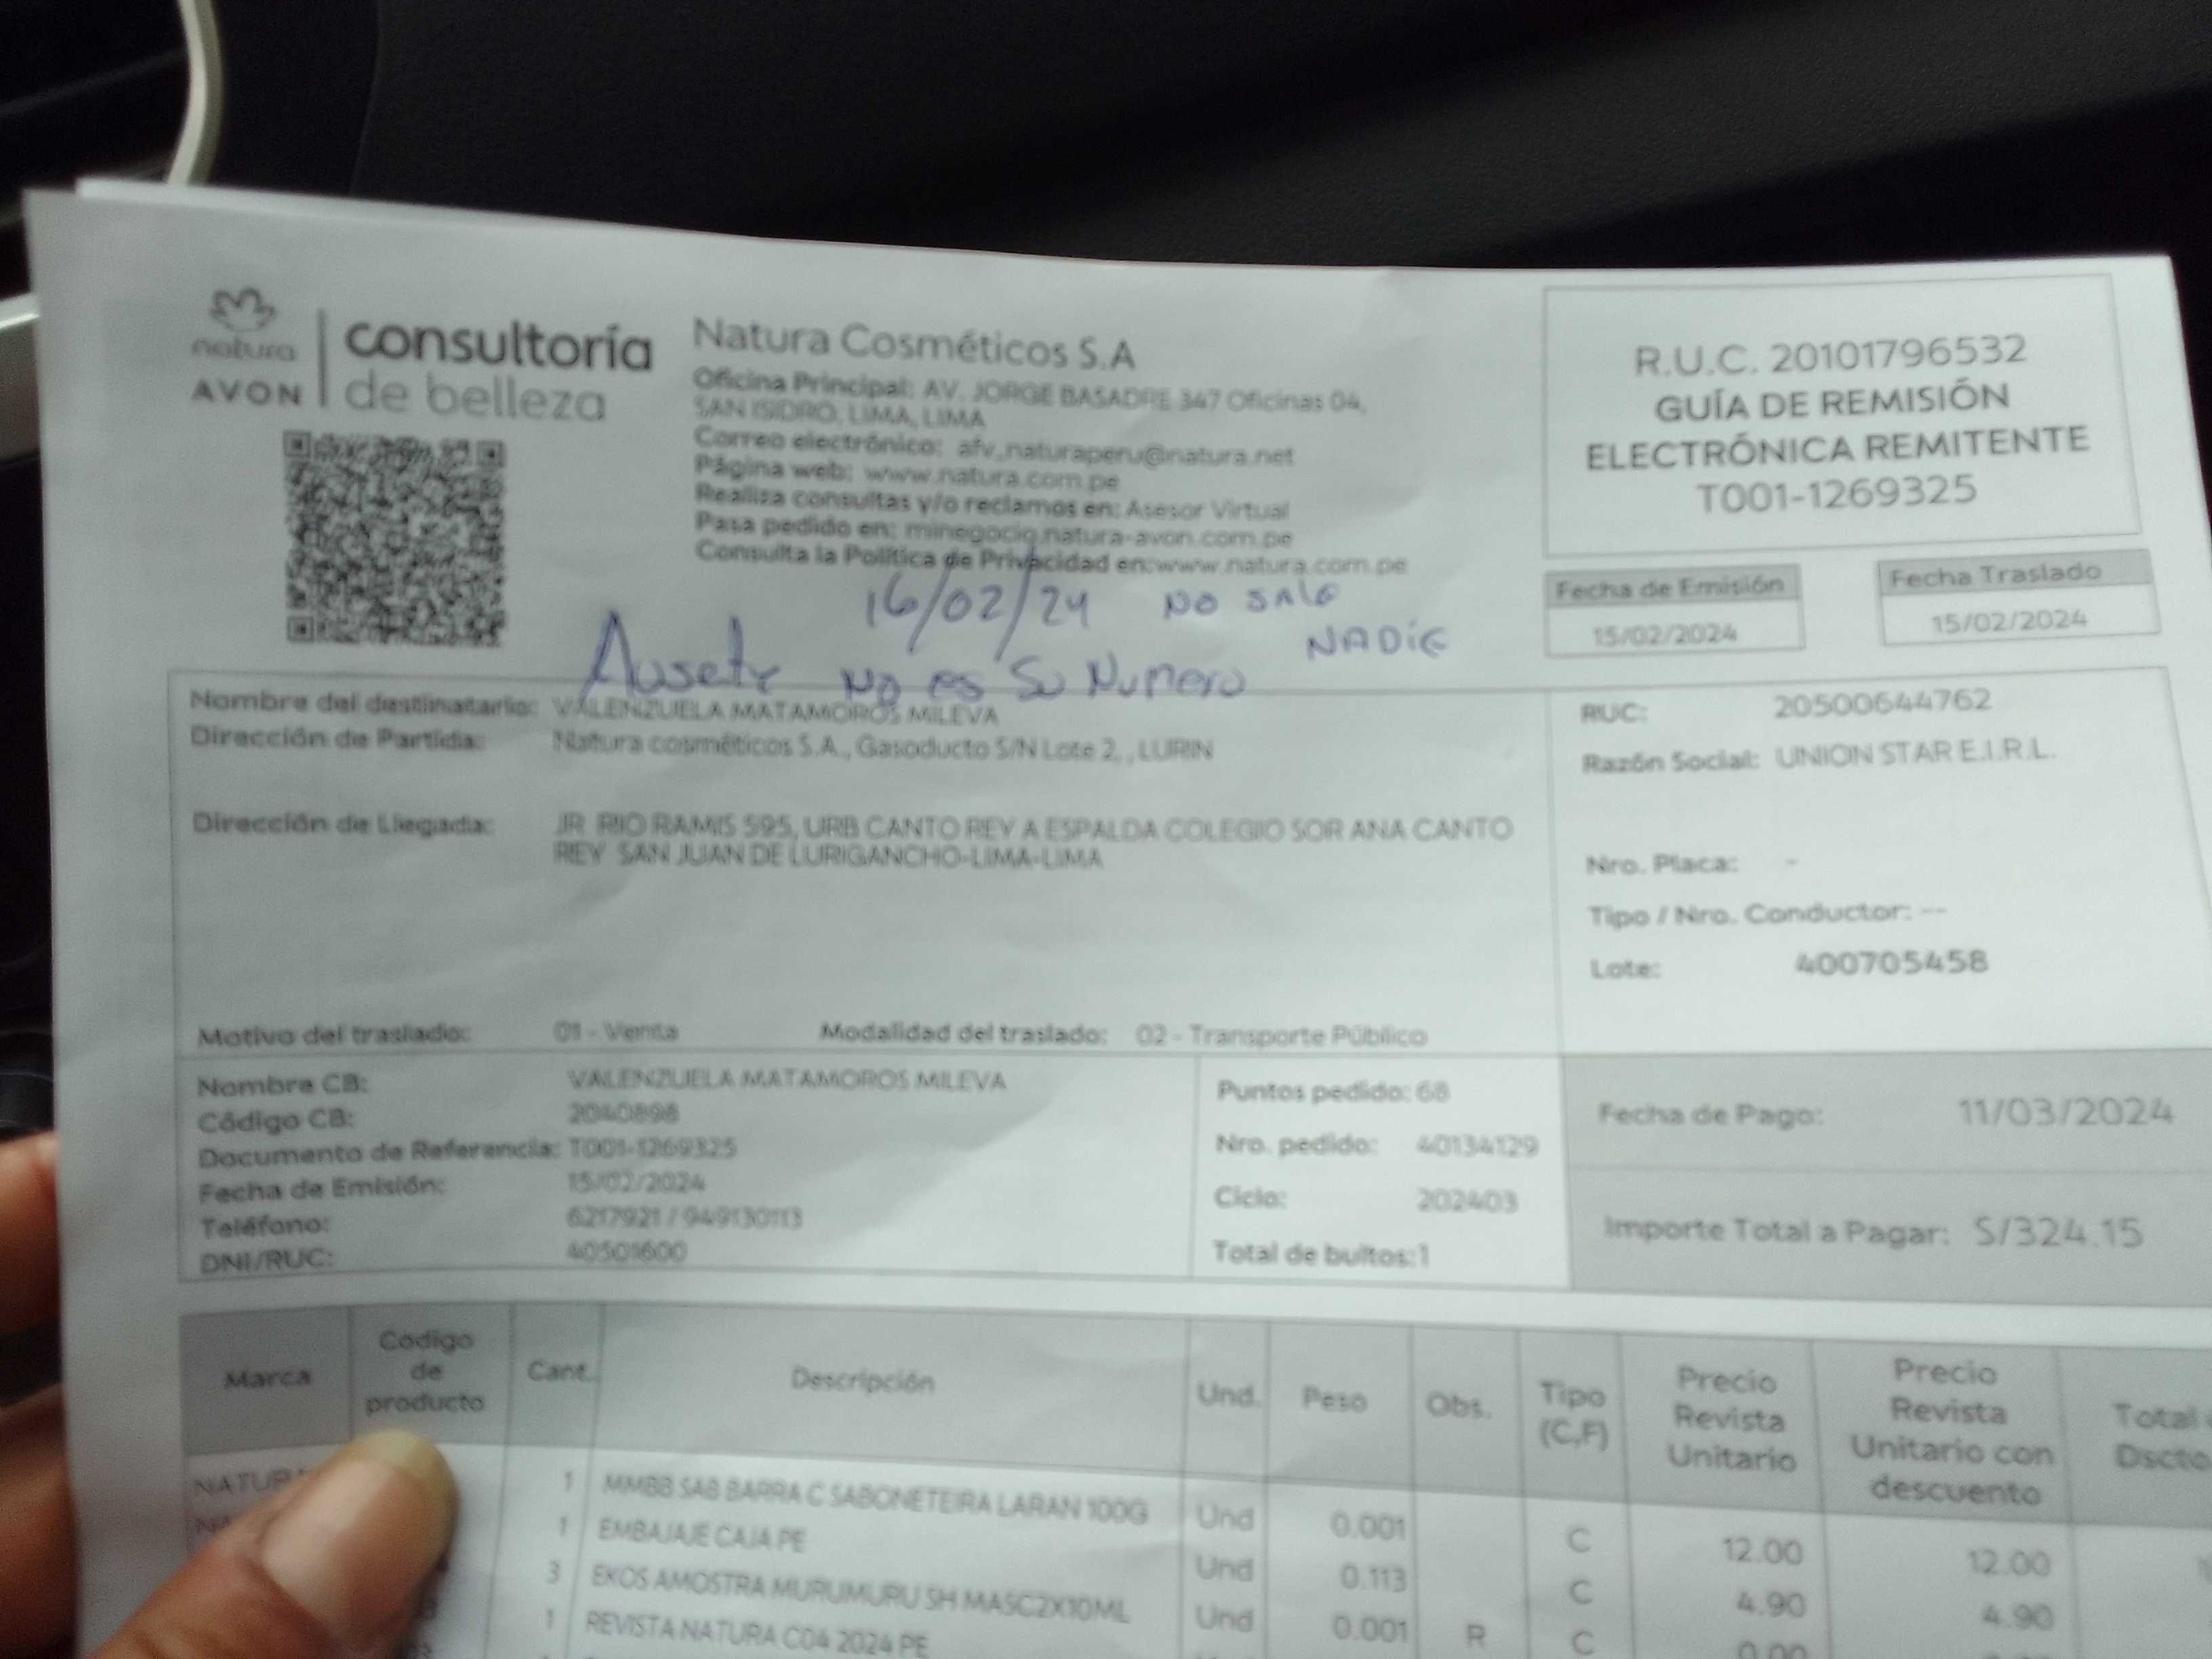 natura
AVON
consultoría
de belleza
Natura Cosméticos S.A
Oficina Principal: AV. JORGE BASADRE 347 Oficinas 04,
SAN ISIDRO, LIMA, LIMA
Correo electrónico: afv_naturaperu@natura.net
Página web: www.natura.com.pe
Realiza consultas y/o reclamos en: Asesor Virtual
Pasa pedido en: minegocio.natura-avon.com.pe
Consulta la Política de Privacidad en:www.natura.com.pe
R.U.C. 20101796532
GUÍA DE REMISIÓN
ELECTRÓNICA REMITENTE
T001-1269325
Fecha de Emisión
15/02/2024
Fecha Traslado
15/02/2024
16/02/24 NO SALE
NADIE
Ausete NO es Su Numero
Nombre del destinatario: VALENZUELA MATAMOROS MILEVA
Dirección de Partida: Natura cosméticos S.A., Gasoducto S/N Lote 2, , LURIN
Dirección de Llegada: JR RIO RAMIS 595, URB CANTO REY A ESPALDA COLEGIO SOR ANA CANTO
REY SAN JUAN DE LURIGANCHO-LIMA-LIMA
Motivo del traslado: 01 - Venta Modalidad del traslado: 02 - Transporte Público
RUC: 20500644762
Razón Social: UNION STAR E.I.R.L.
Nro. Placa: -
Tipo / Nro. Conductor: --
Lote: 400705458
Nombre CB: VALENZUELA MATAMOROS MILEVA
Código CB: 2040898
Documento de Referencia: T001-1269325
Fecha de Emisión: 15/02/2024
Teléfono: 6217921 / 949130113
DNI/RUC: 40501600
Puntos pedido: 68
Nro. pedido: 40134129
Ciclo: 202403
Total de bultos:1
Fecha de Pago: 11/03/2024
Importe Total a Pagar: S/324.15
Marca
Codigo
de
producto
Cant.
Descripción
Und.
Peso
Obs.
Tipo
(C,F)
Precio
Revista
Unitario
Precio
Revista
Unitario con
descuento
Total
Dscto
1 MMBB SAB BARRA C SABONETEIRA LARAN 100G Und 0.001 C 12.00 12.00
1 EMBALAJE CAJA PE Und 0.113 C 4.90 4.90
3 EKOS AMOSTRA MURUMURU SH MASC2X10ML Und 0.001 R C 0.00
1 REVISTA NATURA C04 2024 PE